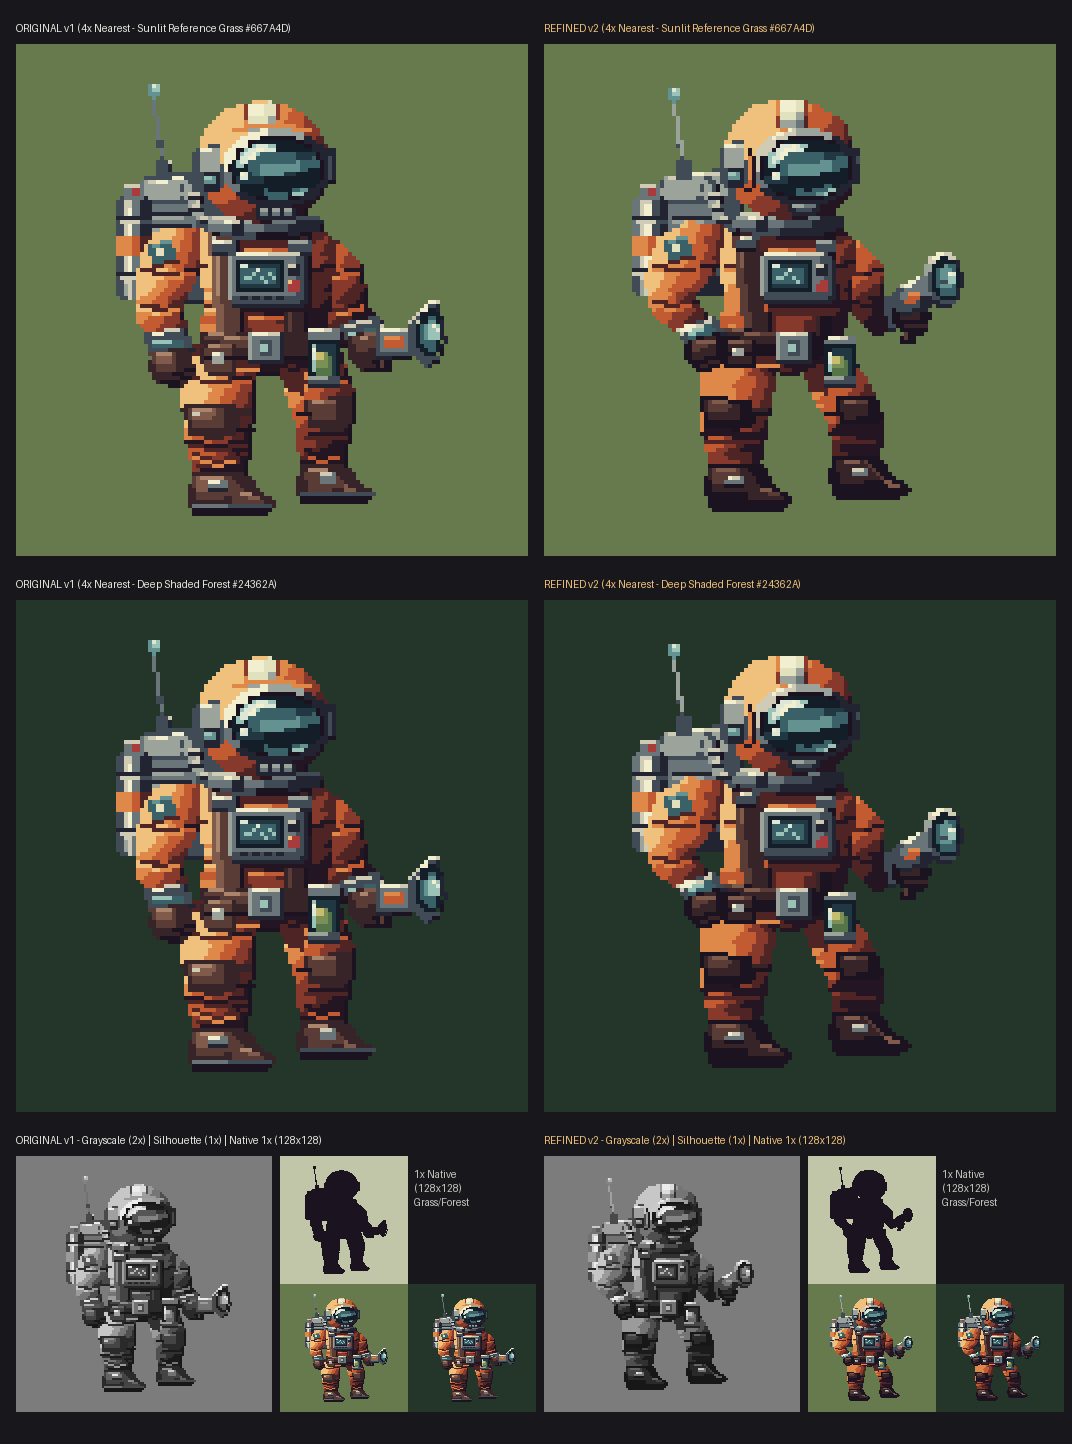 ORIGINAL v1 (4x Nearest - Sunlit Reference Grass #667A4D)
REFINED v2 (4x Nearest - Sunlit Reference Grass #667A4D)
ORIGINAL v1 (4x Nearest - Deep Shaded Forest #24362A)
REFINED v2 (4x Nearest - Deep Shaded Forest #24362A)
ORIGINAL v1 - Grayscale (2x) | Silhouette (1x) | Native 1x (128x128)
REFINED v2 - Grayscale (2x) | Silhouette (1x) | Native 1x (128x128)
1x Native
(128x128)
Grass/Forest
1x Native
(128x128)
Grass/Forest